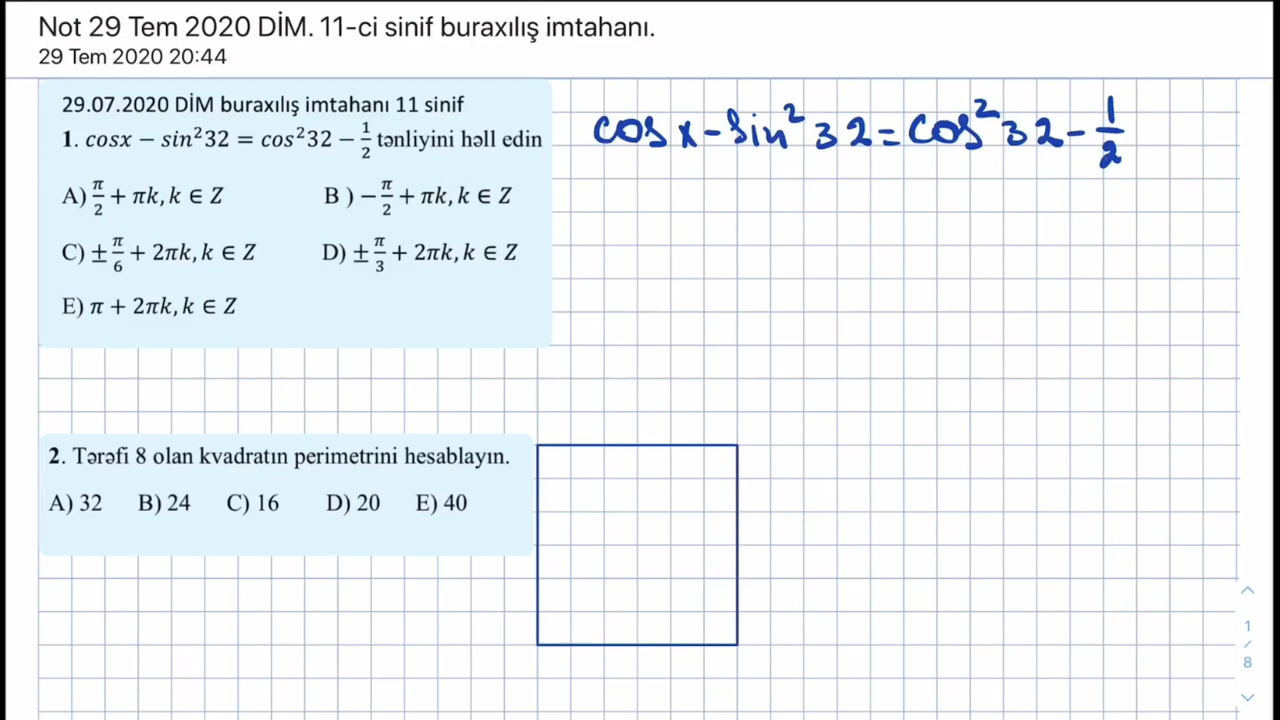 Not 29 Tem 2020 DİM. 11-ci sinif buraxılış imtahanı.
29 Tem 2020 20:44
29.07.2020 DİM buraxılış imtahanı 11 sinif
1. cosx − sin²32 = cos²32 − 1/2 tənliyini həll edin
A) π/2 + πk, k ∈ Z B ) −π/2 + πk, k ∈ Z
C) ±π/6 + 2πk, k ∈ Z D) ±π/3 + 2πk, k ∈ Z
E) π + 2πk, k ∈ Z
cos x - sin² 32 = cos² 32 - 1/2
2. Tərəfi 8 olan kvadratın perimetrini hesablayın.
A) 32 B) 24 C) 16 D) 20 E) 40
1
/
8